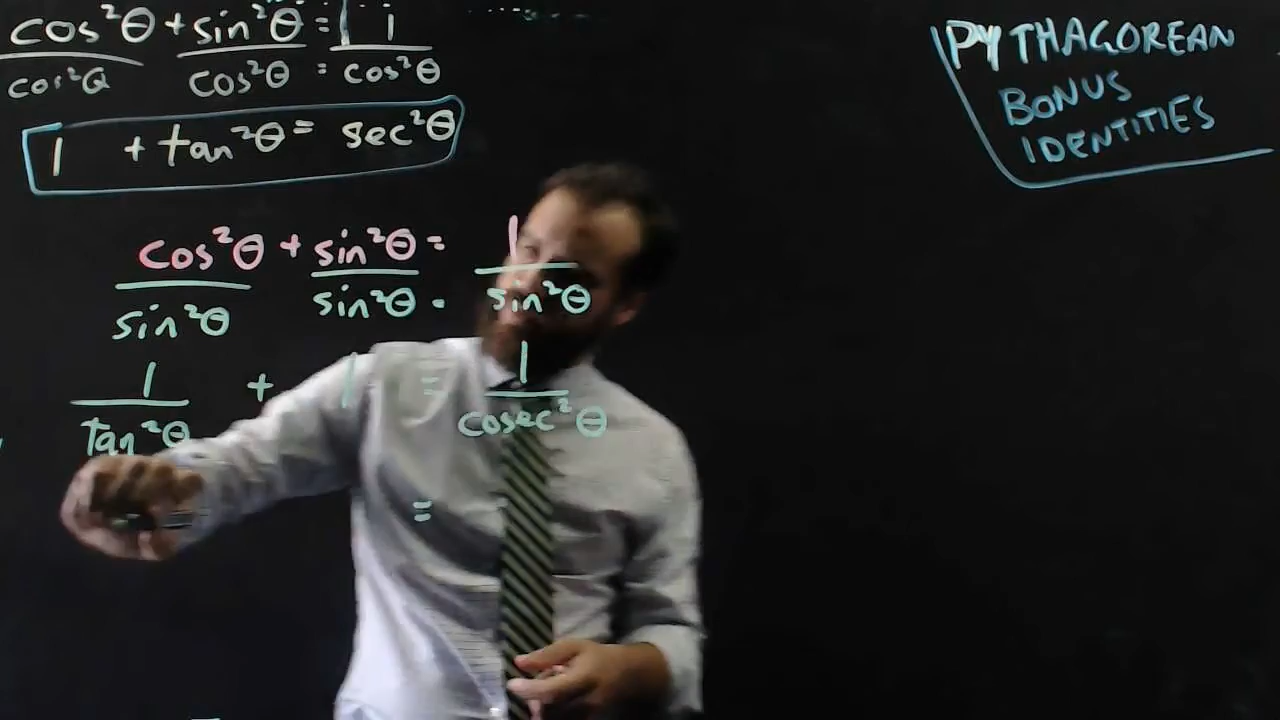 cos²θ + sin²θ = 1
cos²θ cos²θ = cos²θ
1 + tan²θ = sec²θ
PYTHAGOREAN
BONUS
IDENTITIES
cos²θ + sin²θ = 1
sin²θ sin²θ = sin²θ
1 + 1 = 1
tan²θ cosec²θ
=